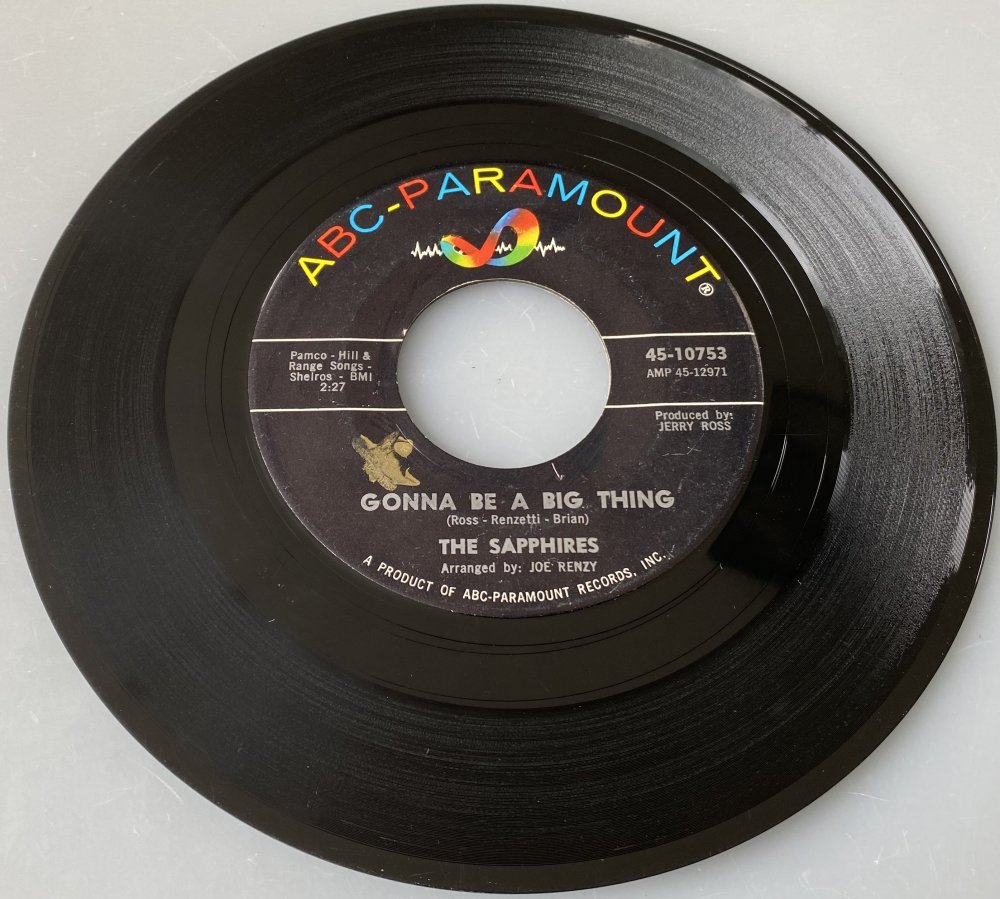 ABC-PARAMOUNT®
Pamco - Hill &
Range Songs -
Shelros - BMI
2:27
45-10753
AMP 45-12971
Produced by:
JERRY ROSS
GONNA BE A BIG THING
(Ross - Renzetti - Brian)
THE SAPPHIRES
Arranged by: JOE RENZY
A PRODUCT OF ABC-PARAMOUNT RECORDS, INC.